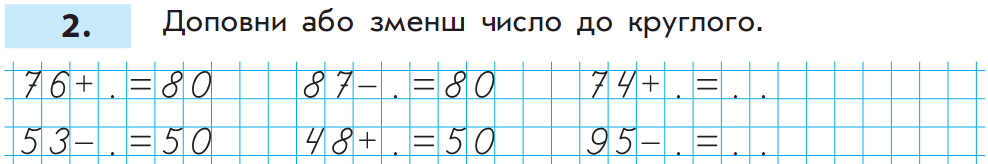 2. Доповни або зменш число до круглого.
76+ . =80 87– . =80 74+ . = . .
53– . =50 48+ . =50 95– . = . .